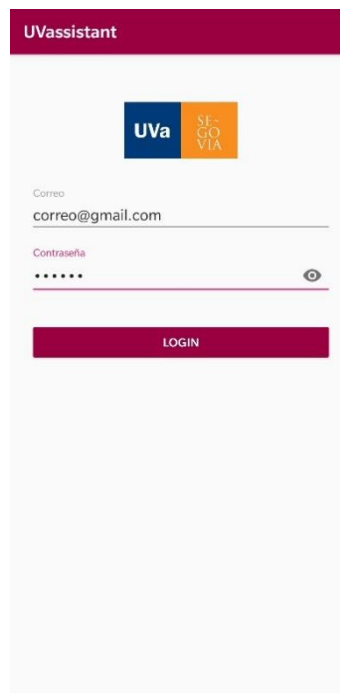 UVassistant
UVa
SE-
GO
VIA
Correo
correo@gmail.com
Contraseña
••••••
LOGIN